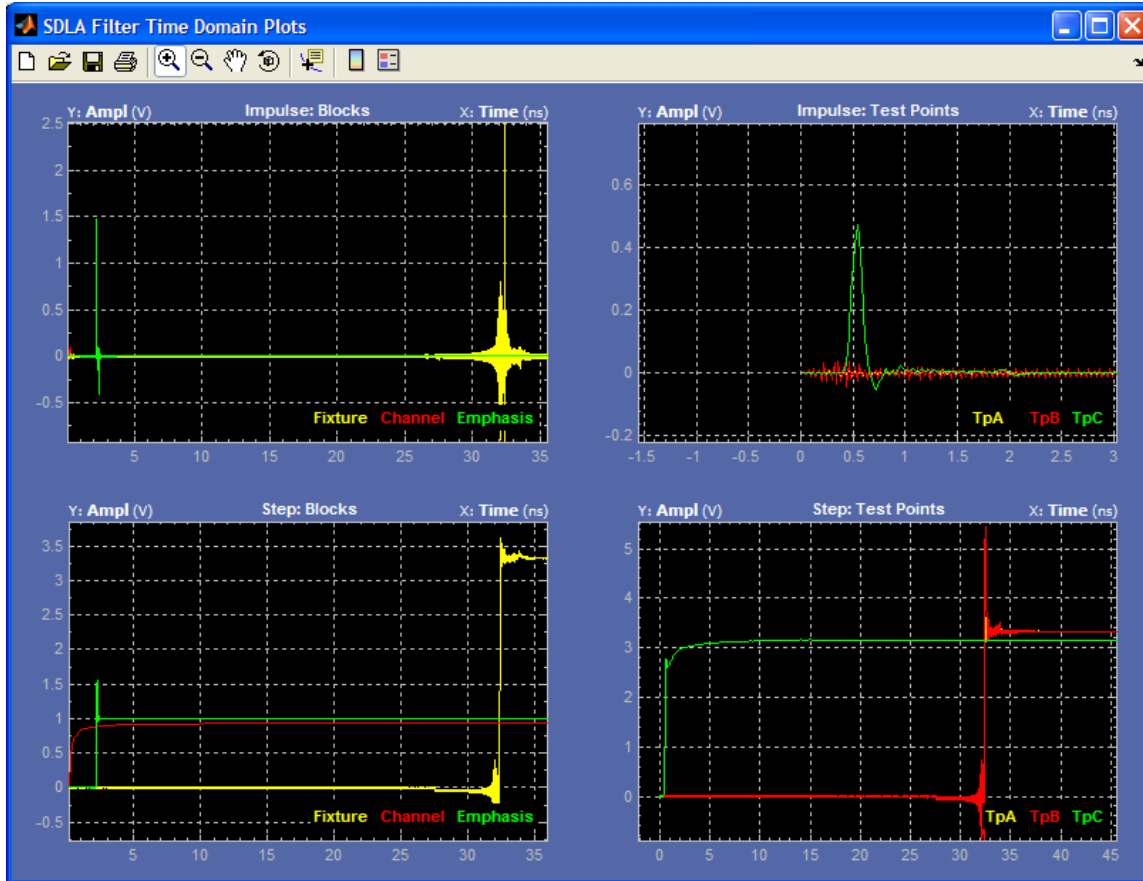 SDLA Filter Time Domain Plots
Y: Ampl (V) Impulse: Blocks X: Time (ns)
2.5
2
1.5
1
0.5
0
-0.5
Fixture Channel Emphasis
5 10 15 20 25 30 35
Y: Ampl (V) Impulse: Test Points X: Time (ns)
0.6
0.4
0.2
0
-0.2
TpA TpB TpC
-1.5 -1 -0.5 0 0.5 1 1.5 2 2.5 3
Y: Ampl (V) Step: Blocks X: Time (ns)
3.5
3
2.5
2
1.5
1
0.5
0
-0.5
Fixture Channel Emphasis
5 10 15 20 25 30 35
Y: Ampl (V) Step: Test Points X: Time (ns)
5
4
3
2
1
0
TpA TpB TpC
0 5 10 15 20 25 30 35 40 45